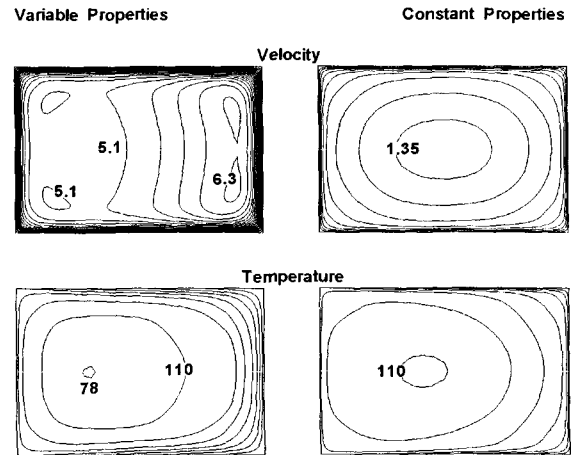 Variable Properties Constant Properties
Velocity
5.1 1.35
5.1 6.3
Temperature
110 110
78